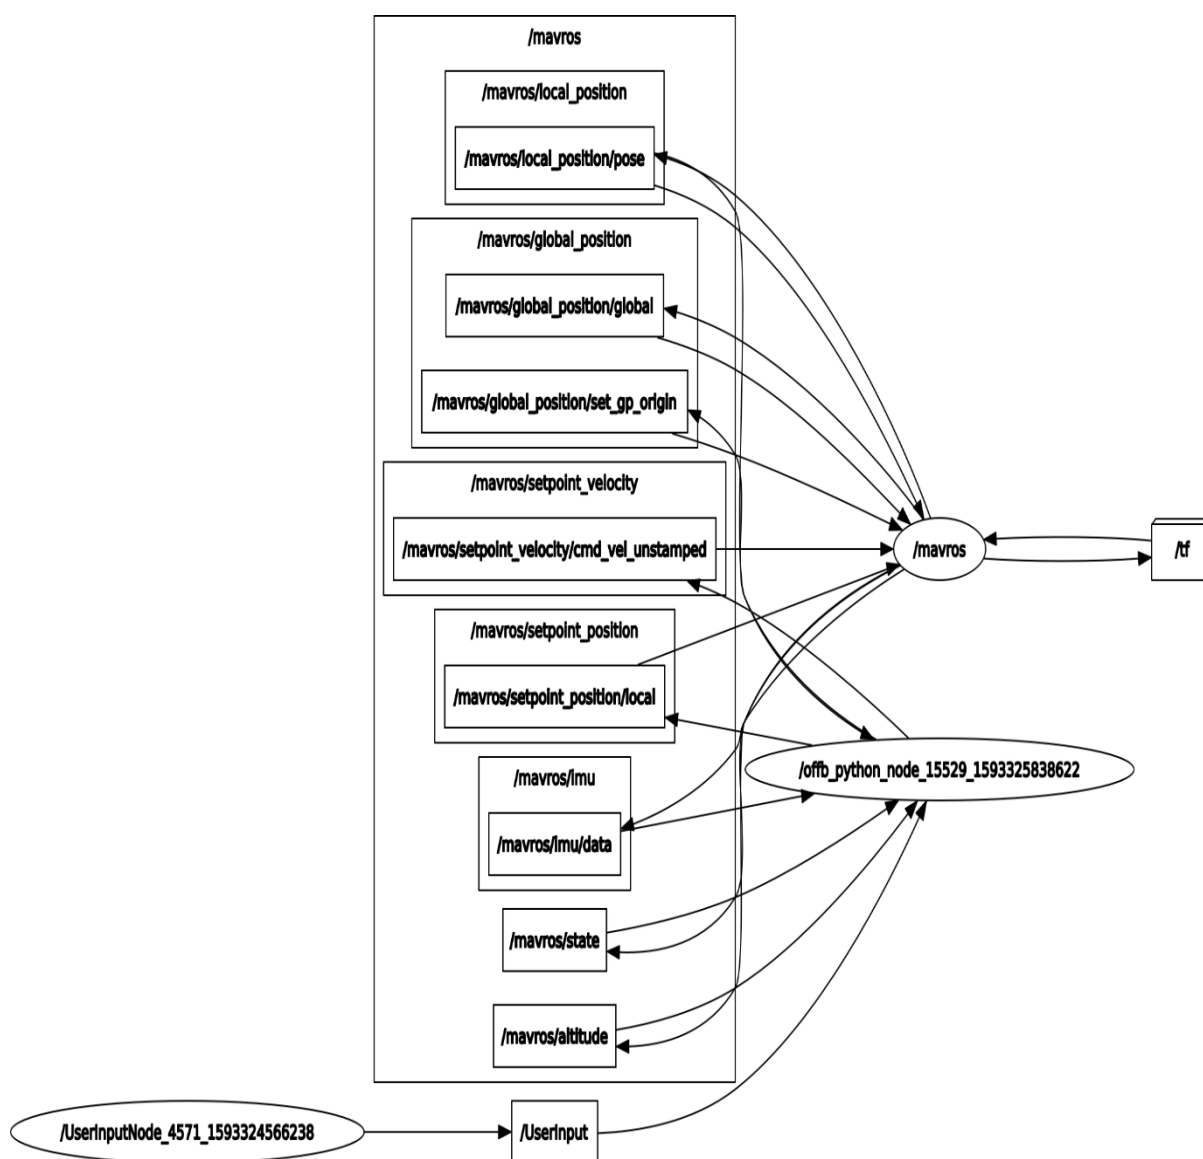 /mavros
/mavros/local_position
/mavros/local_position/pose
/mavros/global_position
/mavros/global_position/global
/mavros/global_position/set_gp_origin
/mavros/setpoint_velocity
/mavros/setpoint_velocity/cmd_vel_unstamped
/mavros
/tf
/mavros/setpoint_position
/mavros/setpoint_position/local
/offb_python_node_15529_1593325838622
/mavros/imu
/mavros/imu/data
/mavros/state
/mavros/altitude
/UserInputNode_4571_1593324566238
/UserInput